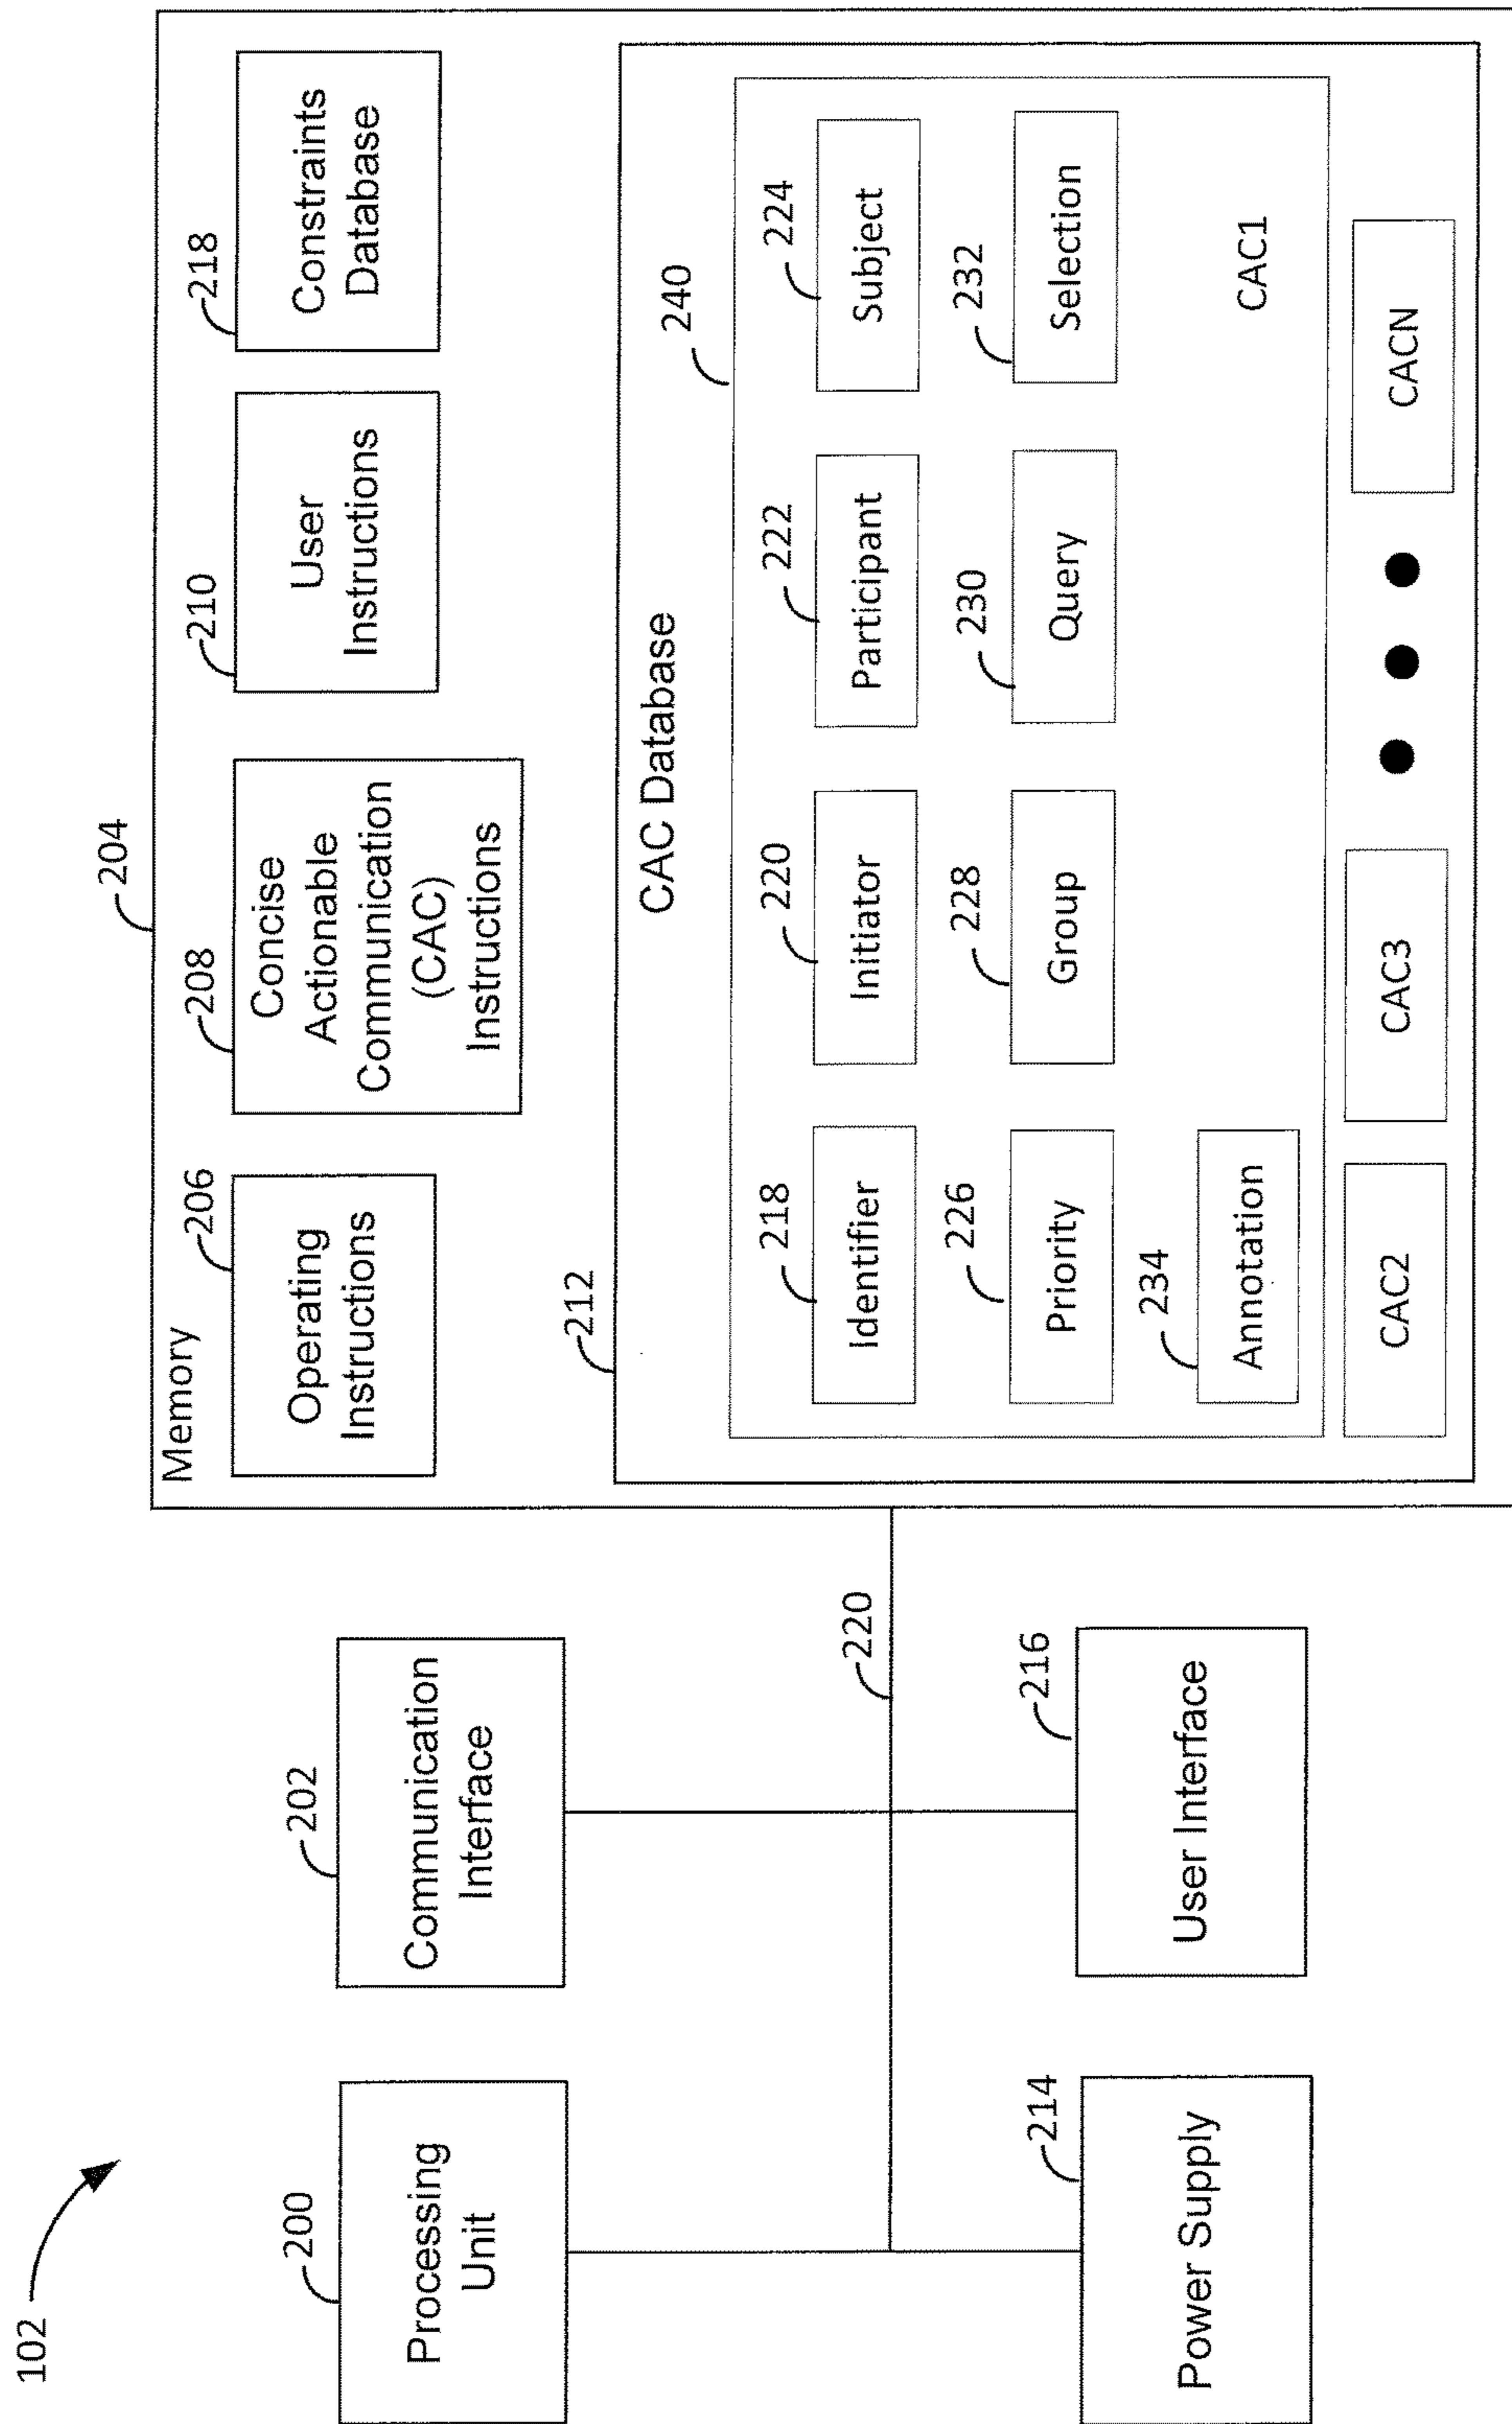 102
200
Processing
Unit
202
Communication
Interface
214
Power Supply
216
User Interface
220
204
Memory
206
Operating
Instructions
208
Concise
Actionable
Communication
(CAC)
Instructions
210
User
Instructions
218
Constraints
Database
212
CAC Database
240
218
Identifier
220
Initiator
222
Participant
224
Subject
226
Priority
228
Group
230
Query
232
Selection
234
Annotation
CAC1
CAC2
CAC3
CACN